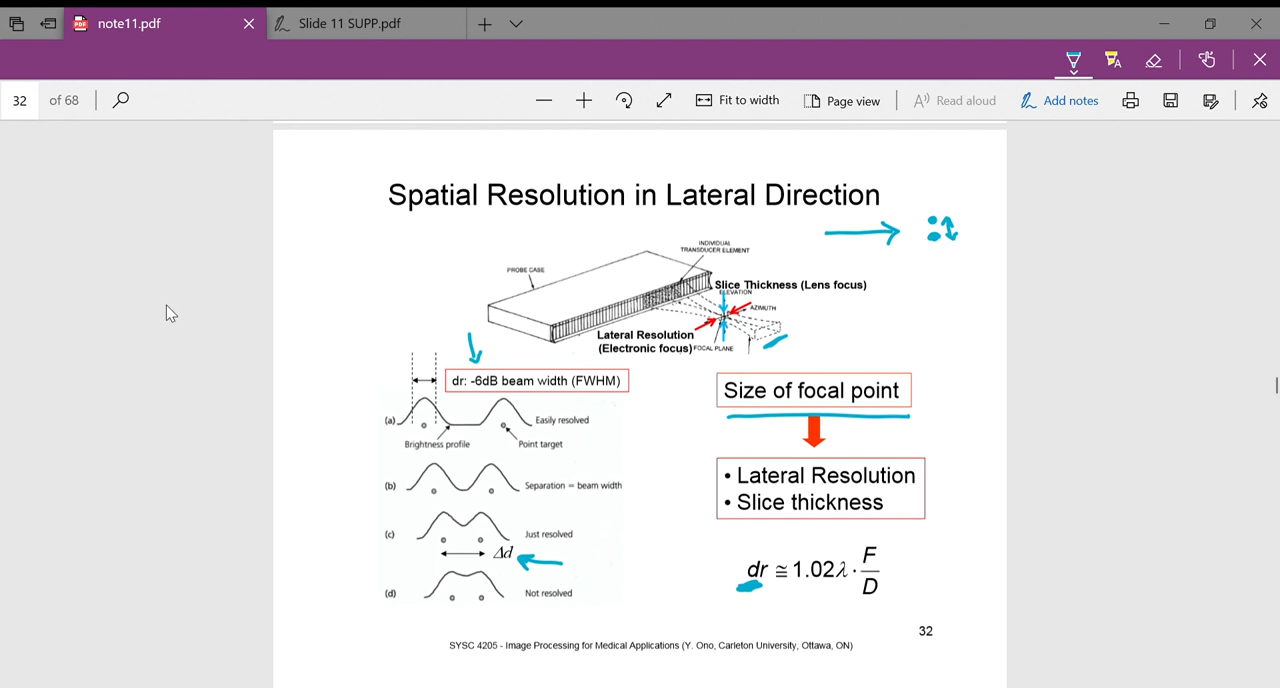 note11.pdf
Slide 11 SUPP.pdf
32 of 68
Fit to width
Page view
Read aloud
Add notes
Spatial Resolution in Lateral Direction
INDIVIDUAL
TRANSDUCER ELEMENT
PROBE CASE
Slice Thickness (Lens focus)
ELEVATION
AZIMUTH
Lateral Resolution
(Electronic focus)
FOCAL PLANE
dr: -6dB beam width (FWHM)
(a)
Easily resolved
Brightness profile
Point target
(b)
Separation = beam width
(c)
Just resolved
Δd
(d)
Not resolved
Size of focal point
• Lateral Resolution
• Slice thickness
dr ≅ 1.02λ · F/D
32
SYSC 4205 - Image Processing for Medical Applications (Y. Ono, Carleton University, Ottawa, ON)